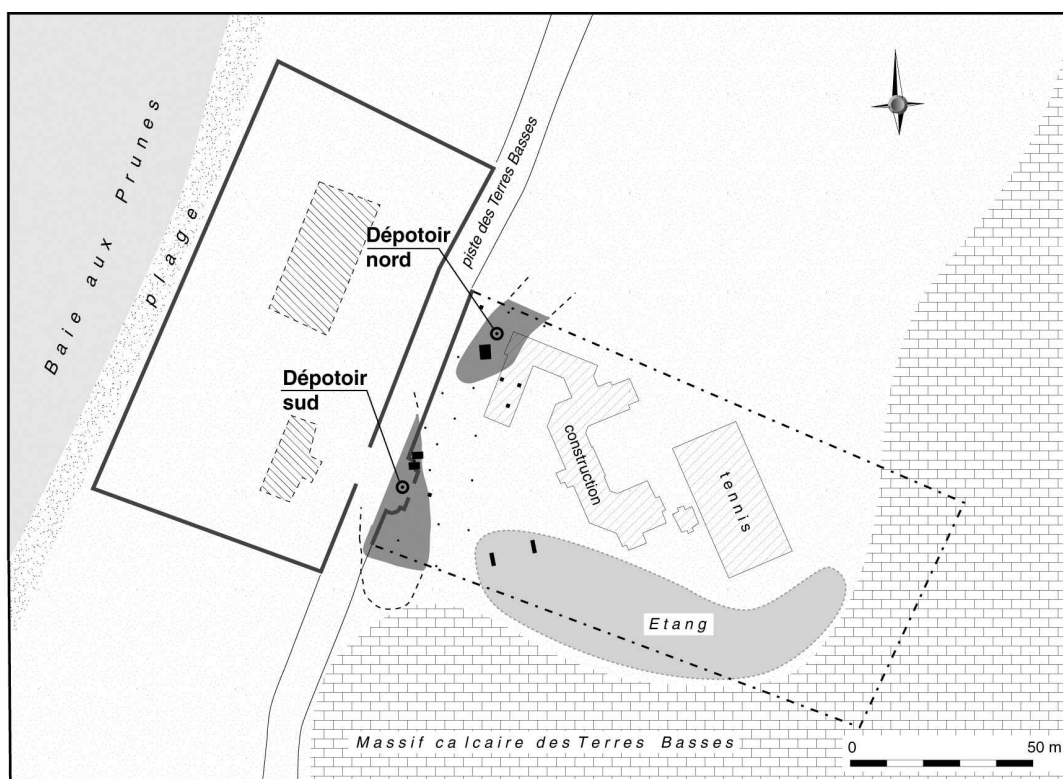 Baie aux Prunes
plage
piste des Terres Basses
Dépotoir
nord
Dépotoir
sud
construction
tennis
Etang
Massif calcaire des Terres Basses
0
50 m